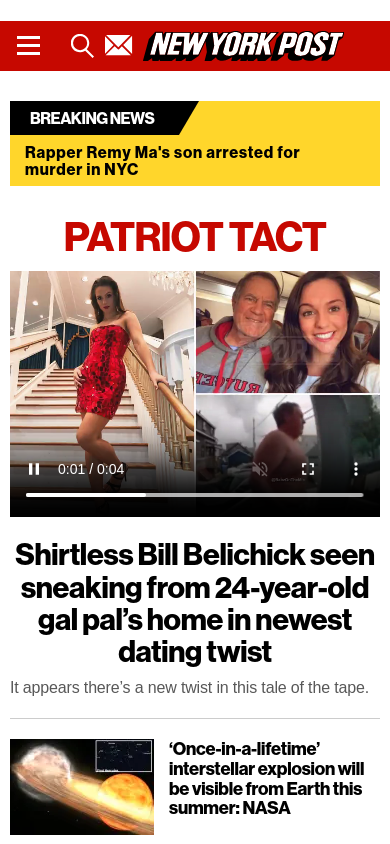 NEW YORK POST
BREAKING NEWS
Rapper Remy Ma's son arrested for
murder in NYC
PATRIOT TACT
RUTGE
0:01 / 0:04
Shirtless Bill Belichick seen
sneaking from 24-year-old
gal pal’s home in newest
dating twist
It appears there’s a new twist in this tale of the tape.
‘Once-in-a-lifetime’
interstellar explosion will
be visible from Earth this
summer: NASA